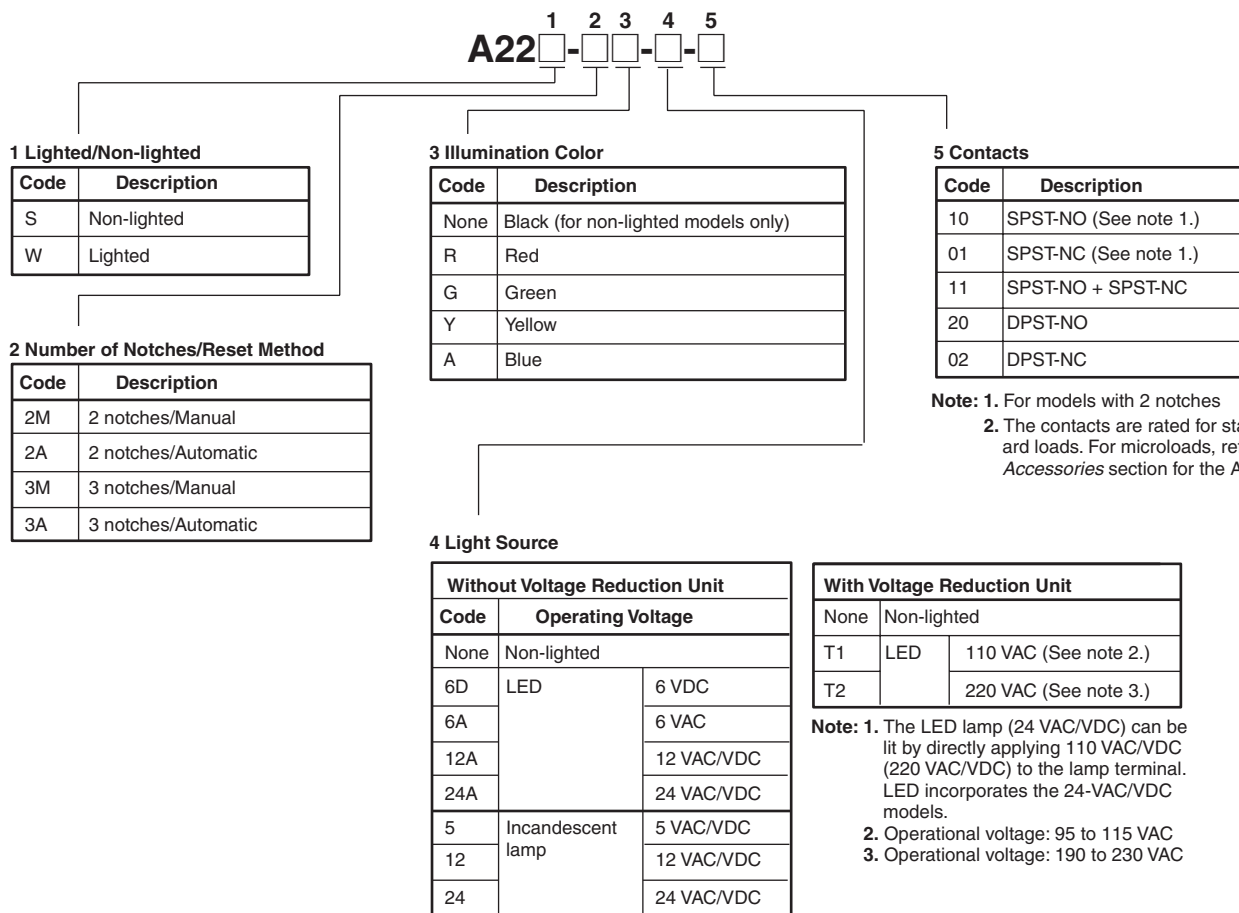 1 2 3 4 5
A22□-□□-□-□
1 Lighted/Non-lighted
Code Description
S Non-lighted
W Lighted
2 Number of Notches/Reset Method
Code Description
2M 2 notches/Manual
2A 2 notches/Automatic
3M 3 notches/Manual
3A 3 notches/Automatic
3 Illumination Color
Code Description
None Black (for non-lighted models only)
R Red
G Green
Y Yellow
A Blue
5 Contacts
Code Description
10 SPST-NO (See note 1.)
01 SPST-NC (See note 1.)
11 SPST-NO + SPST-NC
20 DPST-NO
02 DPST-NC
Note: 1. For models with 2 notches
2. The contacts are rated for
ard loads. For microloads,
Accessories section for the
4 Light Source
Without Voltage Reduction Unit
Code Operating Voltage
None Non-lighted
6D LED 6 VDC
6A 6 VAC
12A 12 VAC/VDC
24A 24 VAC/VDC
5 Incandescent lamp 5 VAC/VDC
12 12 VAC/VDC
24 24 VAC/VDC
With Voltage Reduction Unit
None Non-lighted
T1 LED 110 VAC (See note 2.)
T2 220 VAC (See note 3.)
Note: 1. The LED lamp (24 VAC/VDC) can be
lit by directly applying 110 VAC/VDC
(220 VAC/VDC) to the lamp terminal.
LED incorporates the 24-VAC/VDC
models.
2. Operational voltage: 95 to 115 VAC
3. Operational voltage: 190 to 230 VAC